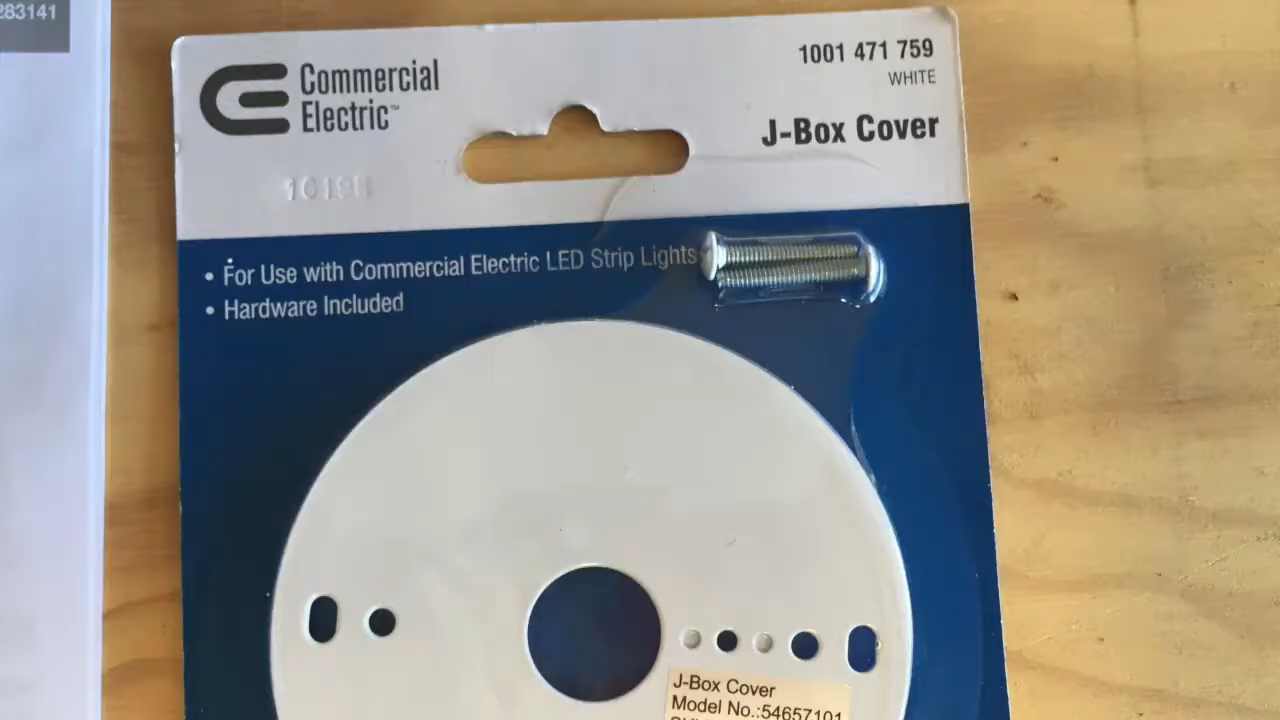 283141
Commercial
Electric™
1001 471 759
WHITE
J-Box Cover
• For Use with Commercial Electric LED Strip Lights
• Hardware Included
J-Box Cover
Model No.:54657101